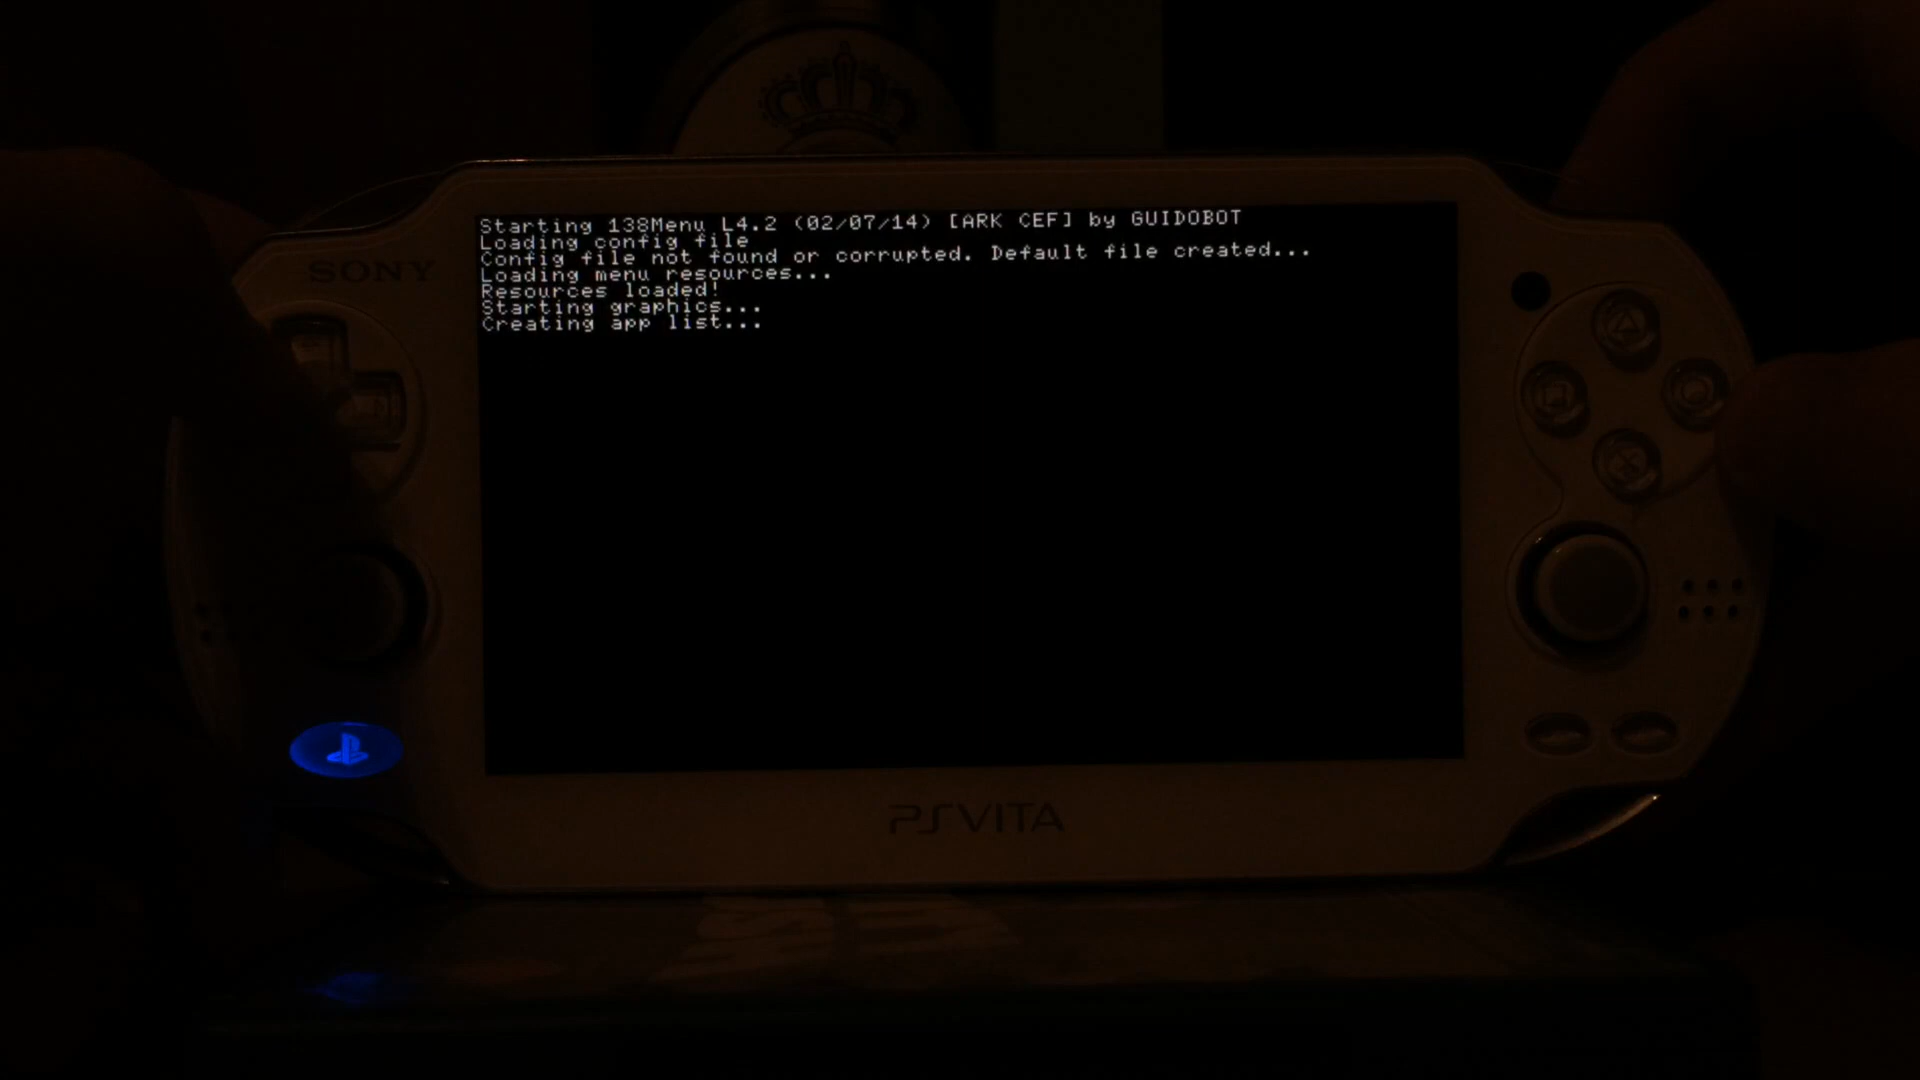 Starting 138Menu L4.2 (02/07/14) [ARK CEF] by GUIDOBOT
Loading config file
Config file not found or corrupted. Default file created...
Loading menu resources...
Resources loaded!
Starting graphics...
Creating app list...
SONY
PSVITA